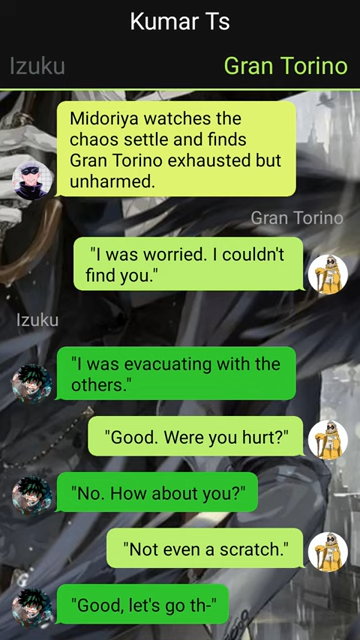 Kumar Ts
Izuku
Gran Torino
Midoriya watches the
chaos settle and finds
Gran Torino exhausted but
unharmed.
Gran Torino
"I was worried. I couldn't
find you."
Izuku
"I was evacuating with the
others."
"Good. Were you hurt?"
"No. How about you?"
"Not even a scratch."
"Good, let's go th-"